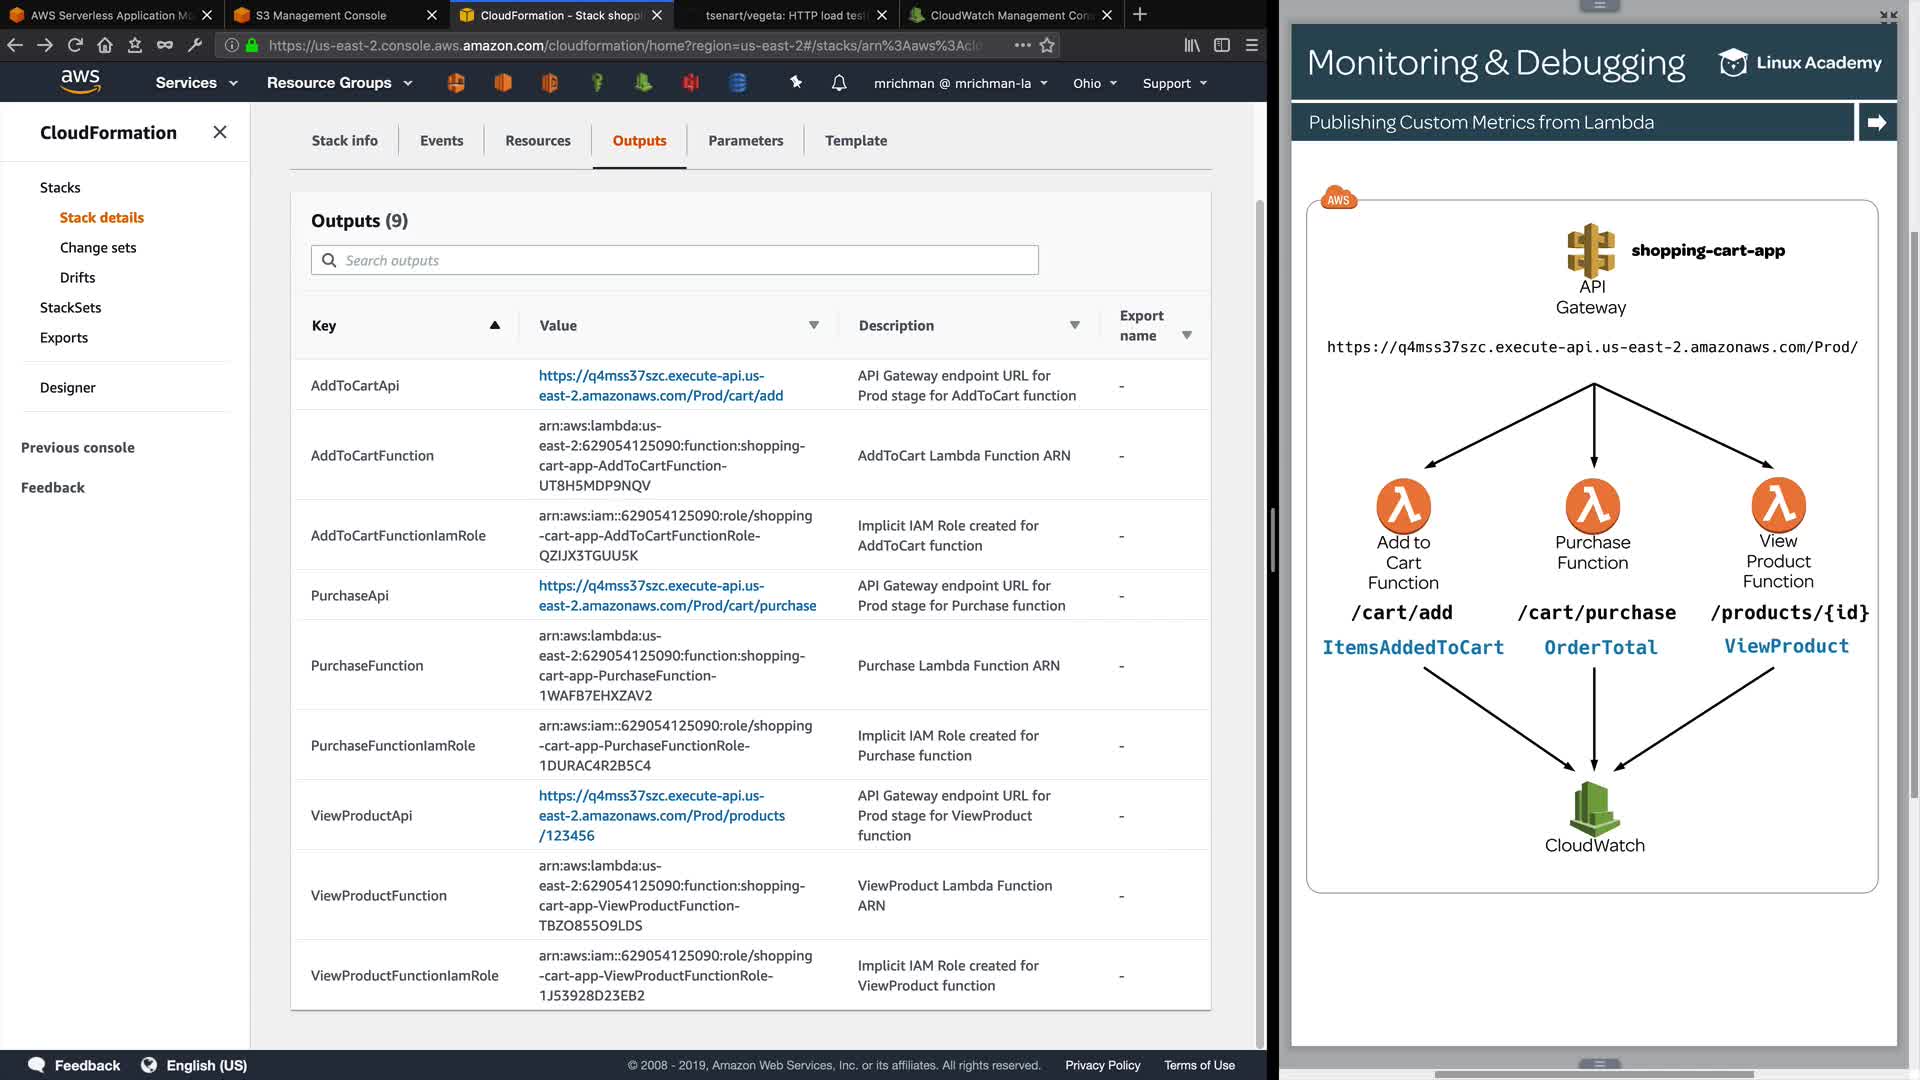 AWS Serverless Application Mo
S3 Management Console
CloudFormation - Stack shoppi
tsenart/vegeta: HTTP load test
CloudWatch Management Con
https://us-east-2.console.aws.amazon.com/cloudformation/home?region=us-east-2#/stacks/arn%3Aaws%3Acl
aws
Services
Resource Groups
mrichman @ mrichman-la
Ohio
Support
CloudFormation
Stacks
Stack details
Change sets
Drifts
StackSets
Exports
Designer
Previous console
Feedback
Stack info
Events
Resources
Outputs
Parameters
Template
Outputs (9)
Search outputs
Key
Value
Description
Export
name
AddToCartApi
https://q4mss37szc.execute-api.us-
east-2.amazonaws.com/Prod/cart/add
API Gateway endpoint URL for
Prod stage for AddToCart function
-
AddToCartFunction
arn:aws:lambda:us-
east-2:629054125090:function:shopping-
cart-app-AddToCartFunction-
UT8H5MDP9NQV
AddToCart Lambda Function ARN
-
AddToCartFunctionIamRole
arn:aws:iam::629054125090:role/shopping
-cart-app-AddToCartFunctionRole-
QZIJX3TGUU5K
Implicit IAM Role created for
AddToCart function
-
PurchaseApi
https://q4mss37szc.execute-api.us-
east-2.amazonaws.com/Prod/cart/purchase
API Gateway endpoint URL for
Prod stage for Purchase function
-
PurchaseFunction
arn:aws:lambda:us-
east-2:629054125090:function:shopping-
cart-app-PurchaseFunction-
1WAFB7EHXZAV2
Purchase Lambda Function ARN
-
PurchaseFunctionIamRole
arn:aws:iam::629054125090:role/shopping
-cart-app-PurchaseFunctionRole-
1DURAC4R2B5C4
Implicit IAM Role created for
Purchase function
-
ViewProductApi
https://q4mss37szc.execute-api.us-
east-2.amazonaws.com/Prod/products
/123456
API Gateway endpoint URL for
Prod stage for ViewProduct
function
-
ViewProductFunction
arn:aws:lambda:us-
east-2:629054125090:function:shopping-
cart-app-ViewProductFunction-
TBZO855O9LDS
ViewProduct Lambda Function
ARN
-
ViewProductFunctionIamRole
arn:aws:iam::629054125090:role/shopping
-cart-app-ViewProductFunctionRole-
1J53928D23EB2
Implicit IAM Role created for
ViewProduct function
-
Feedback
English (US)
© 2008 - 2019, Amazon Web Services, Inc. or its affiliates. All rights reserved.
Privacy Policy
Terms of Use
Monitoring & Debugging
Linux Academy
Publishing Custom Metrics from Lambda
AWS
shopping-cart-app
API
Gateway
https://q4mss37szc.execute-api.us-east-2.amazonaws.com/Prod/
Add to
Cart
Function
Purchase
Function
View
Product
Function
/cart/add
/cart/purchase
/products/{id}
ItemsAddedToCart
OrderTotal
ViewProduct
CloudWatch